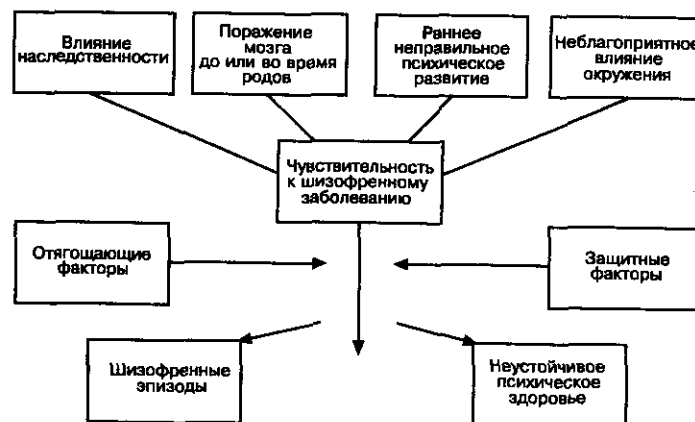 Влияние
наследственности
Поражение
мозга
до или во время
родов
Раннее
неправильное
психическое
развитие
Неблагоприятное
влияние
окружения
Чувствительность
к шизофренному
заболеванию
Отягощающие
факторы
Защитные
факторы
Шизофренные
эпизоды
Неустойчивое
психическое
здоровье